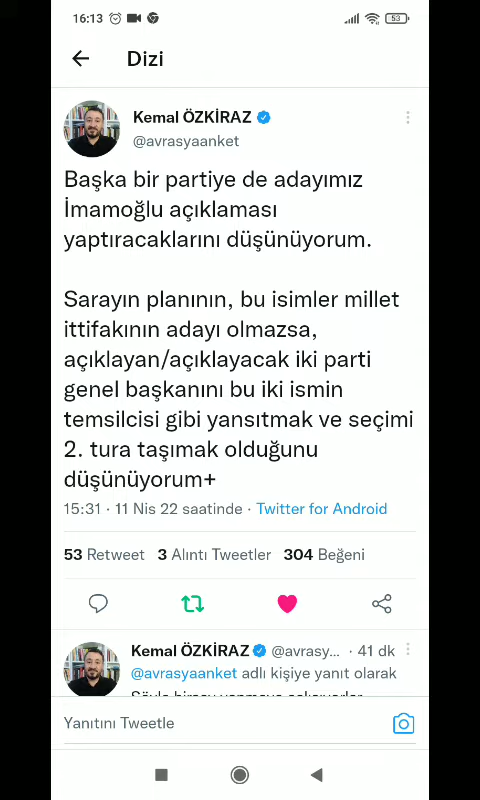 16:13
53
Dizi
Kemal ÖZKİRAZ
@avrasyaanket
Başka bir partiye de adayımız
İmamoğlu açıklaması
yaptıracaklarını düşünüyorum.
Sarayın planının, bu isimler millet
ittifakının adayı olmazsa,
açıklayan/açıklayacak iki parti
genel başkanını bu iki ismin
temsilcisi gibi yansıtmak ve seçimi
2. tura taşımak olduğunu
düşünüyorum+
15:31 · 11 Nis 22 saatinde · Twitter for Android
53 Retweet 3 Alıntı Tweetler 304 Beğeni
Kemal ÖZKİRAZ @avrasy... · 41 dk
@avrasyaanket adlı kişiye yanıt olarak
Yanıtını Tweetle